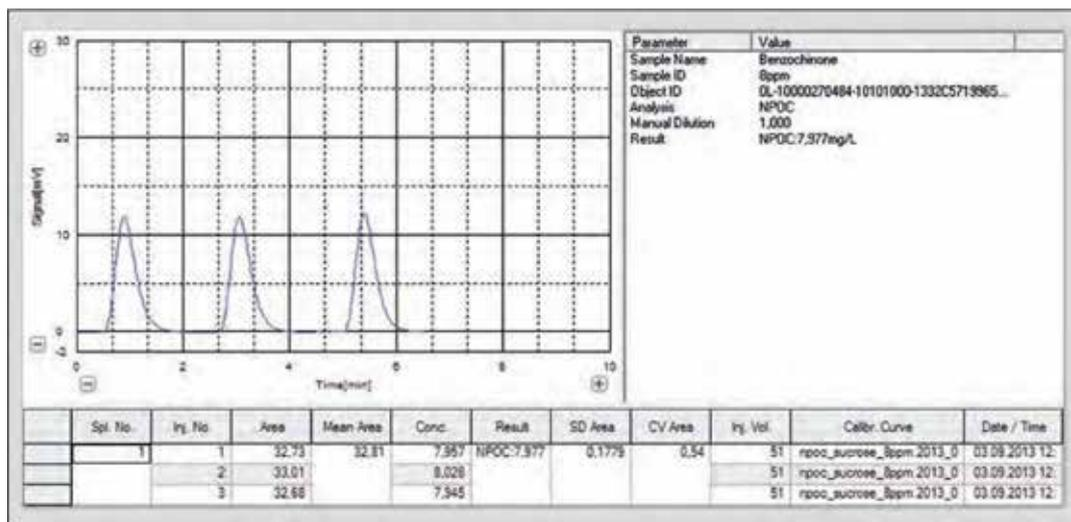 30
20
10
0
-2
Signal[mV]
0 2 4 6 8 10
Time[min]
Parameter Value
Sample Name Benzochinone
Sample ID 8ppm
Object ID 0L-10000270484-10101000-1332C5719965...
Analysis NPOC
Manual Dilution 1,000
Result NPOC:7,977mg/L
Spl. No. Inj. No. Area Mean Area Conc. Result SD Area CV Area Inj. Vol. Calibr. Curve Date / Time
1 1 32,73 32,81 7,957 NPOC:7,977 0,1779 0,54 51 npoc_sucrose_8ppm.2013_0 03.09.2013 12:
2 33,01 8,026 51 npoc_sucrose_8ppm.2013_0 03.09.2013 12:
3 32,68 7,945 51 npoc_sucrose_8ppm.2013_0 03.09.2013 12: